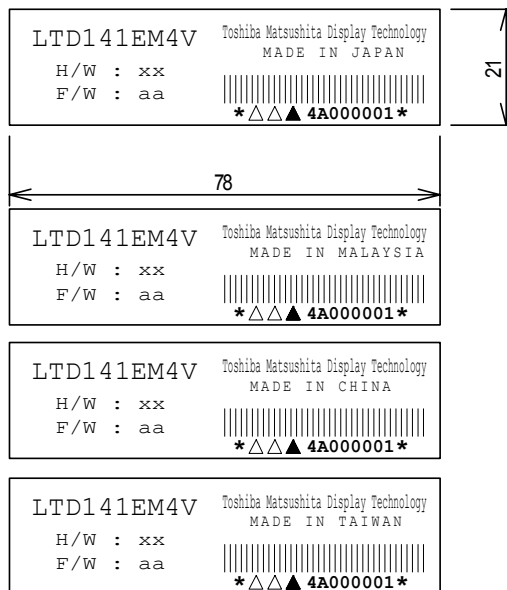 LTD141EM4V
Toshiba Matsushita Display Technology
MADE IN JAPAN
H/W : xx
F/W : aa
*△△▲ 4A000001*
21
78
LTD141EM4V
Toshiba Matsushita Display Technology
MADE IN MALAYSIA
H/W : xx
F/W : aa
*△△▲ 4A000001*
LTD141EM4V
Toshiba Matsushita Display Technology
MADE IN CHINA
H/W : xx
F/W : aa
*△△▲ 4A000001*
LTD141EM4V
Toshiba Matsushita Display Technology
MADE IN TAIWAN
H/W : xx
F/W : aa
*△△▲ 4A000001*